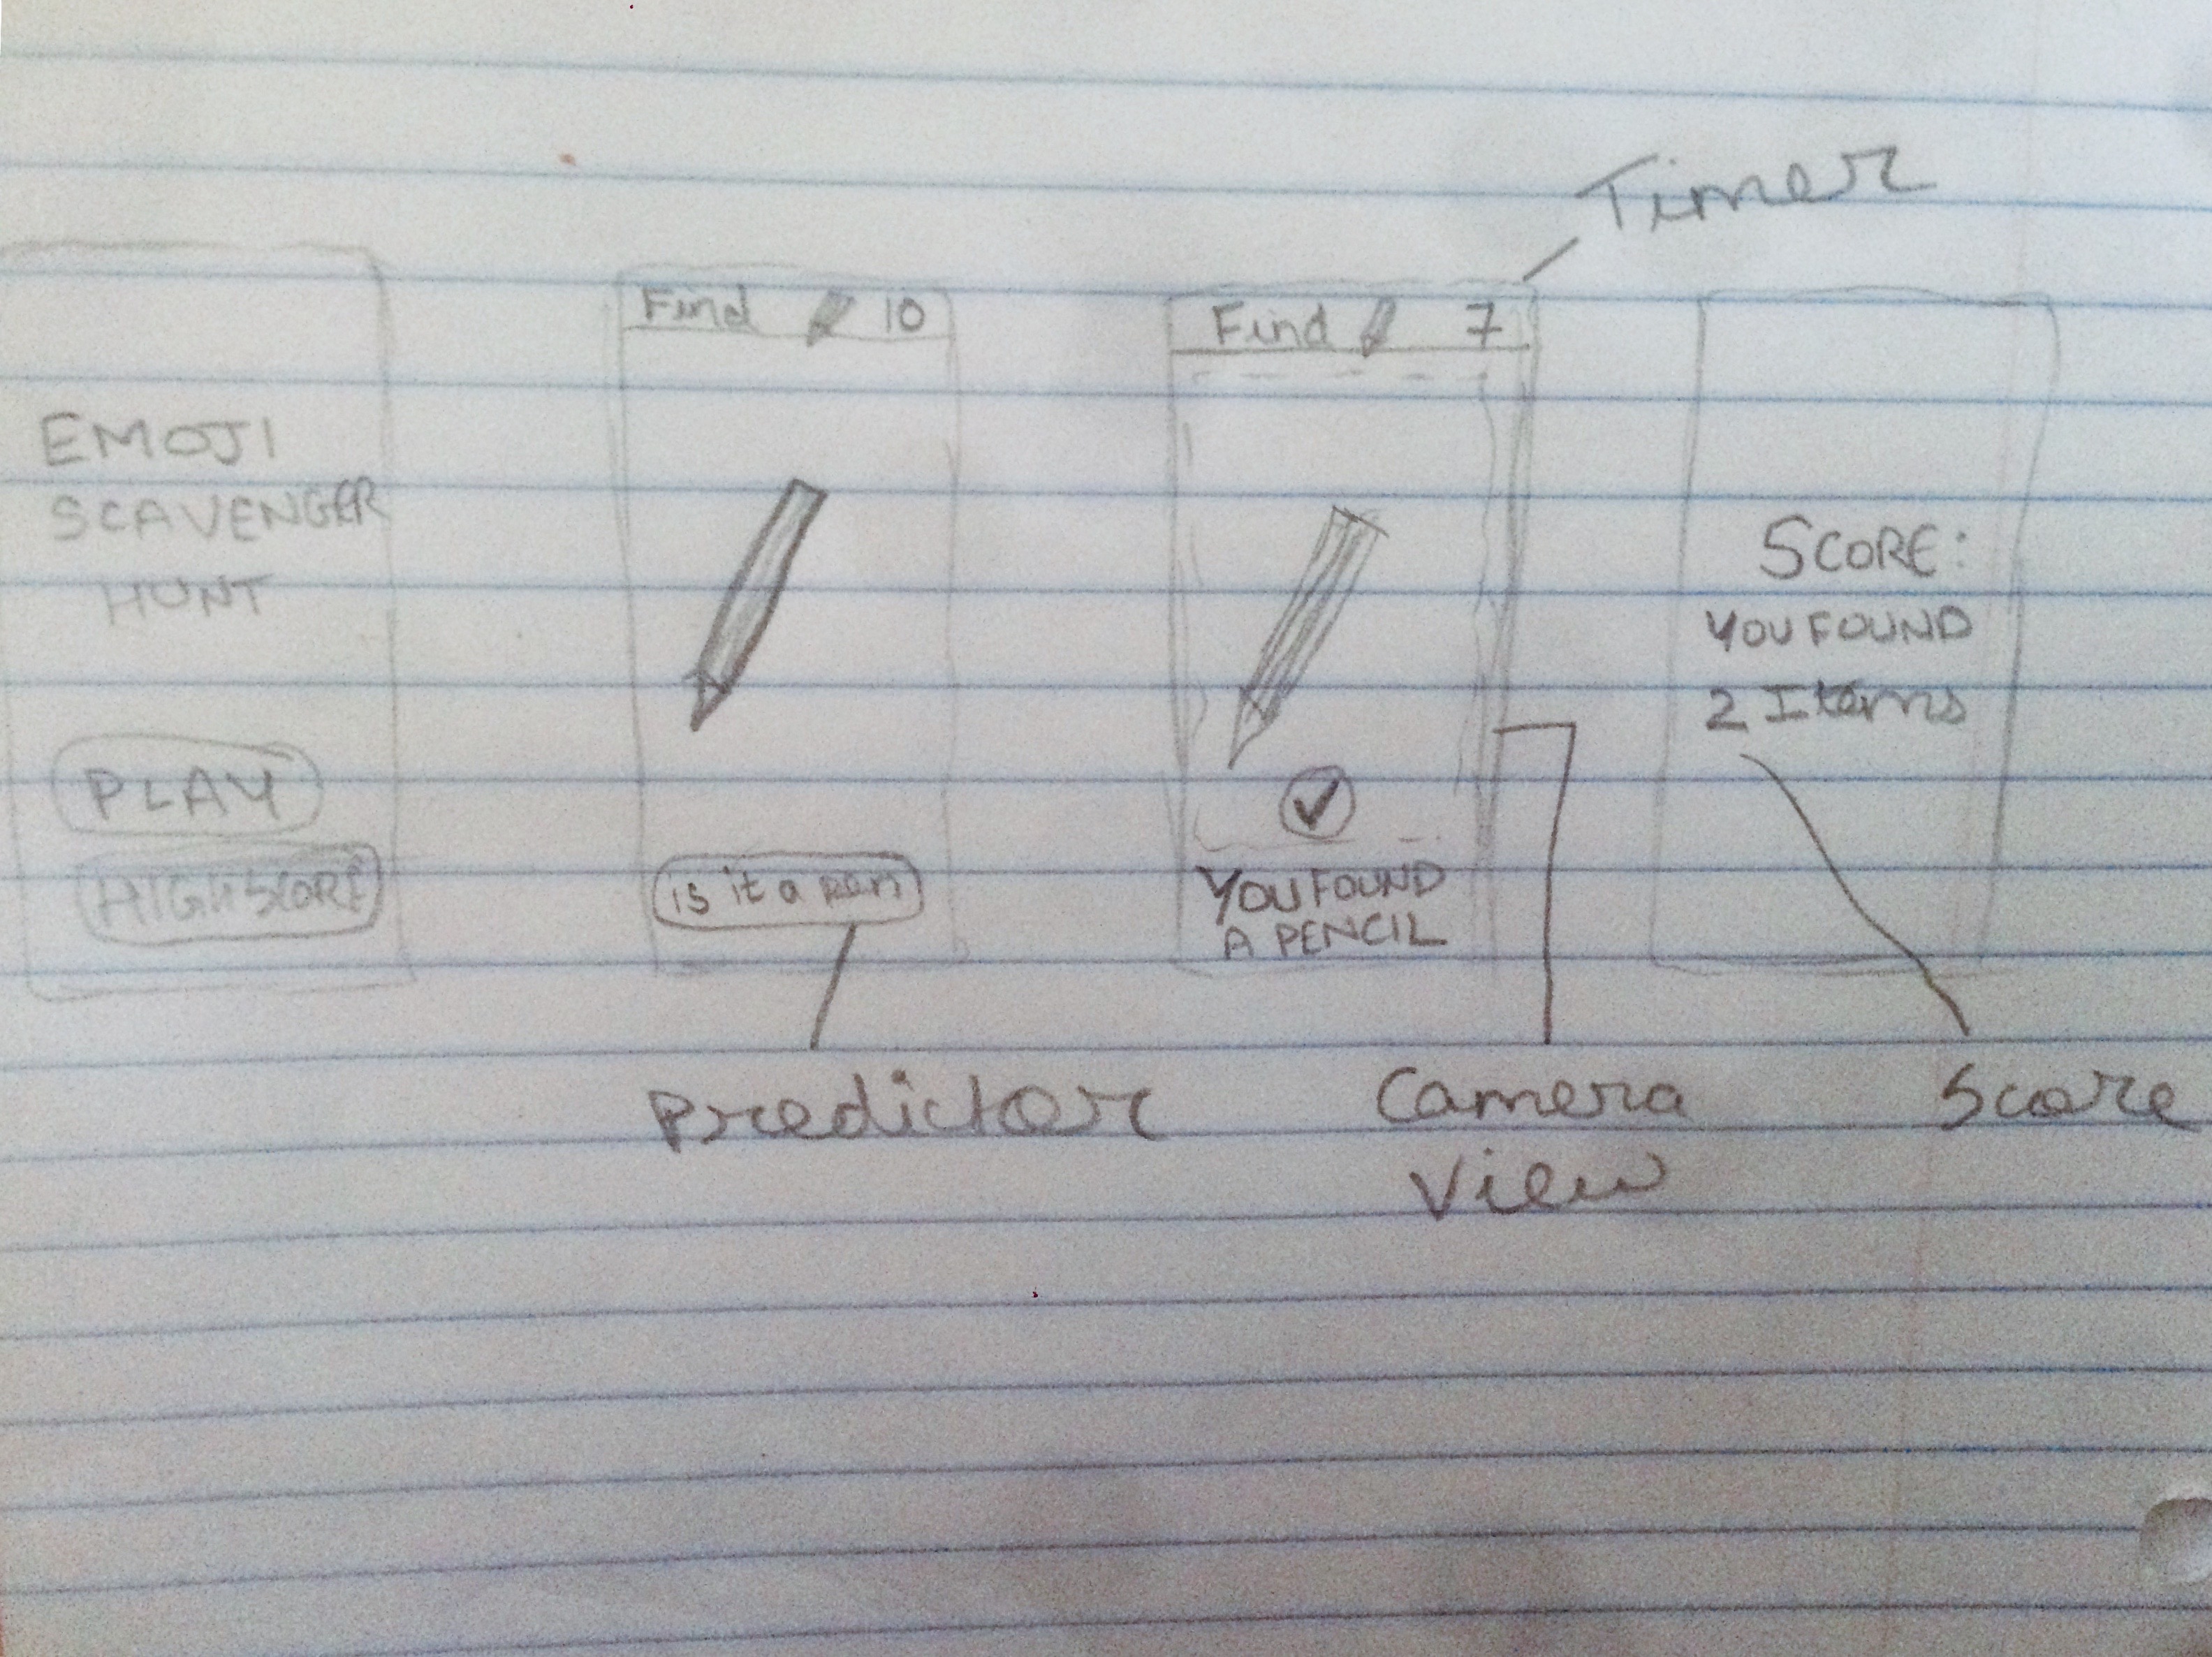 Timer
EMOJI
SCAVENGER
HUNT
PLAY
HIGHSCORE
Find 10
is it a pen
Predictor
Find 7
YOU FOUND
A PENCIL
Camera
View
SCORE:
YOU FOUND
2 Items
Score